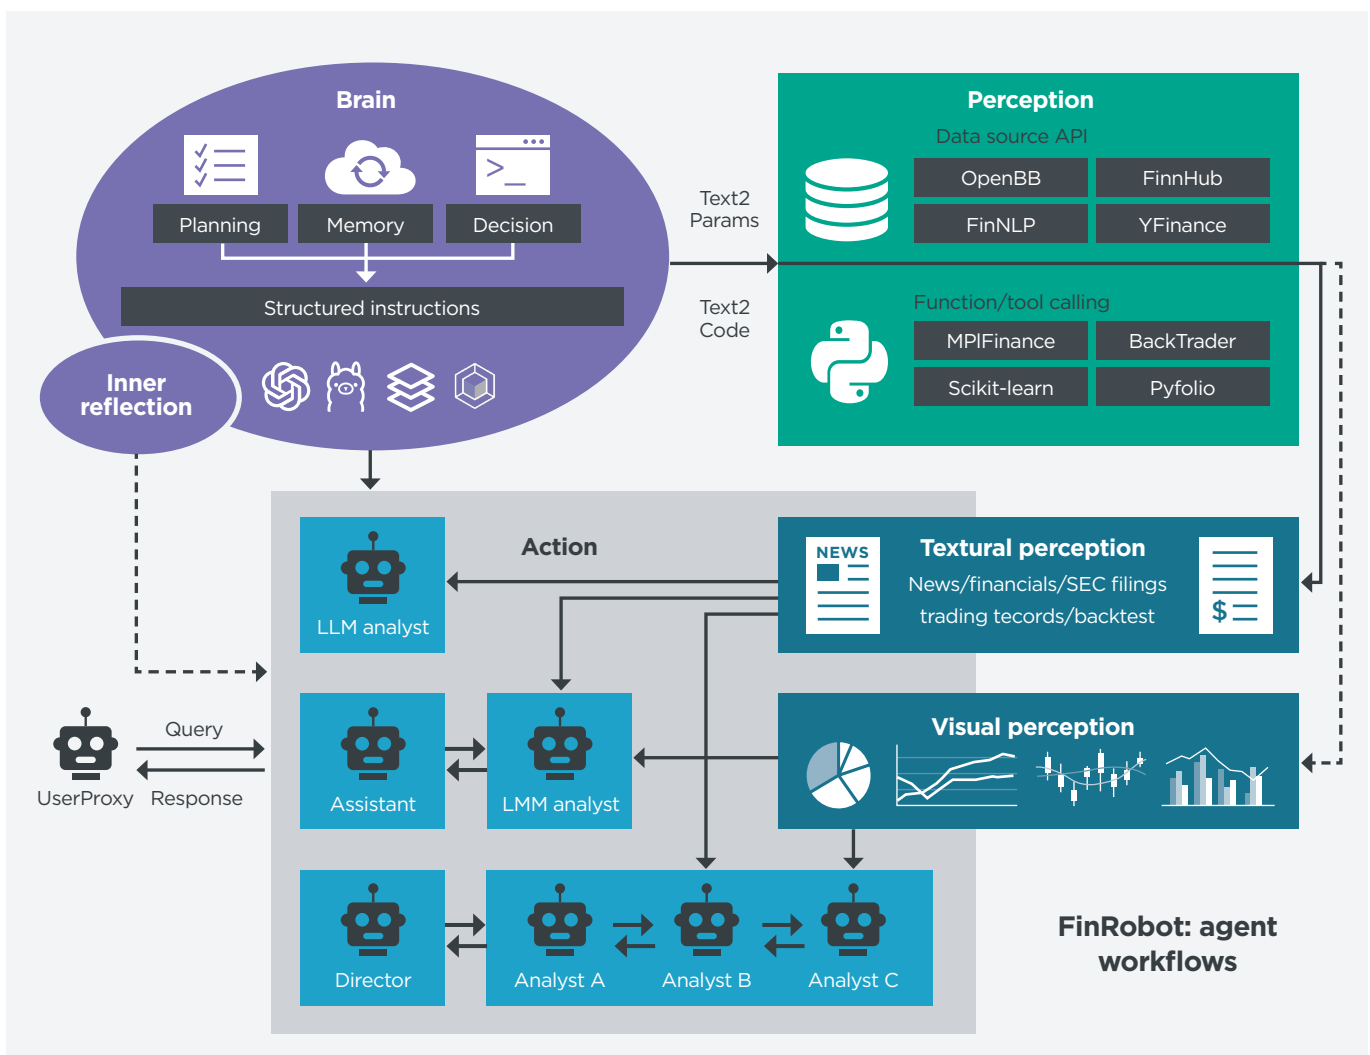 Brain
Planning
Memory
Decision
Structured instructions
Inner
reflection
Text2
Params
Text2
Code
Perception
Data source API
OpenBB
FinnHub
FinNLP
YFinance
Function/tool calling
MPIFinance
BackTrader
Scikit-learn
Pyfolio
Action
LLM analyst
NEWS
Textural perception
News/financials/SEC filings
trading tecords/backtest
$
UserProxy
Query
Response
Assistant
LMM analyst
Visual perception
Director
Analyst A
Analyst B
Analyst C
FinRobot: agent
workflows